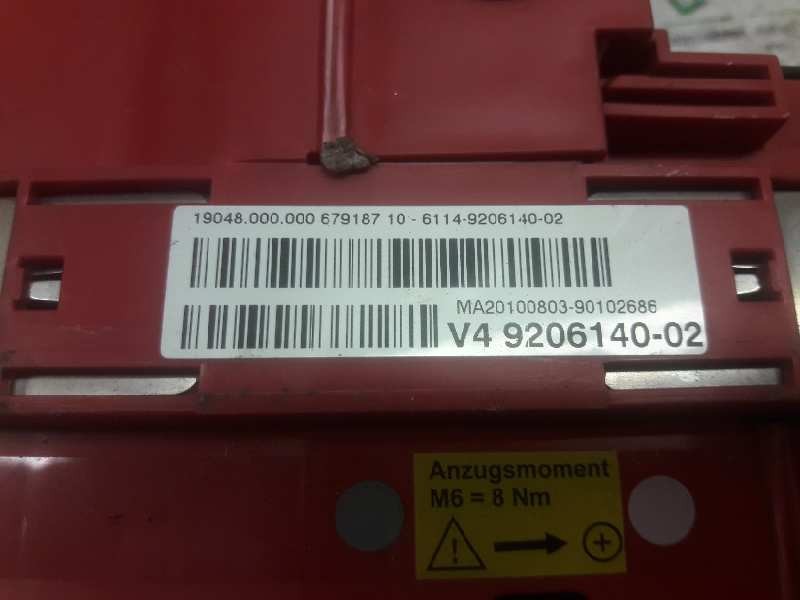 19048.000.000 679187 10 - 6114-9206140-02
MA20100803-90102686
V4 9206140-02
Anzugsmoment
M6 = 8 Nm